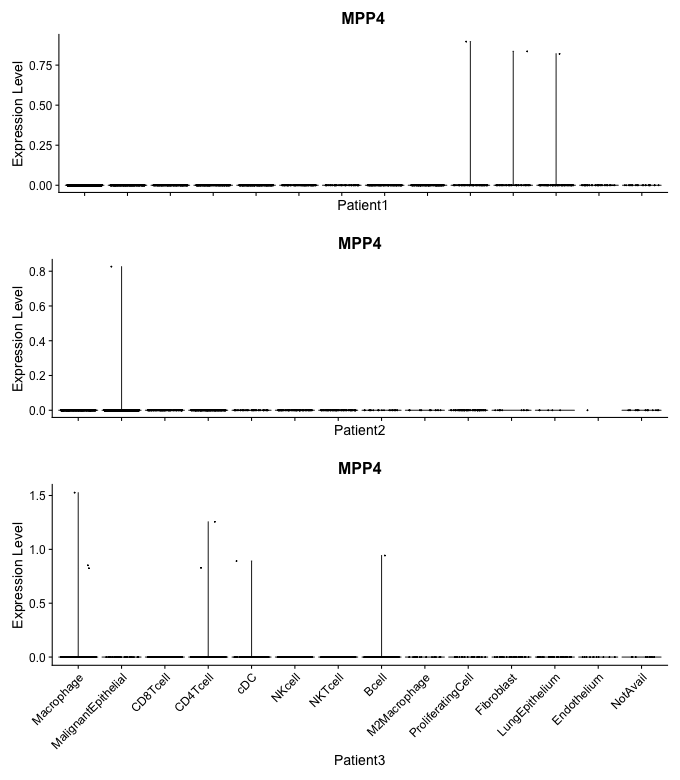 MPP4
Expression Level
0.75
0.50
0.25
0.00
Patient1
MPP4
Expression Level
0.8
0.6
0.4
0.2
0.0
Patient2
MPP4
Expression Level
1.5
1.0
0.5
0.0
Macrophage
MalignantEpithelial
CD8Tcell
CD4Tcell
cDC
NKcell
NKTcell
Bcell
M2Macrophage
ProliferatingCell
Fibroblast
LungEpithelium
Endothelium
NotAvail
Patient3